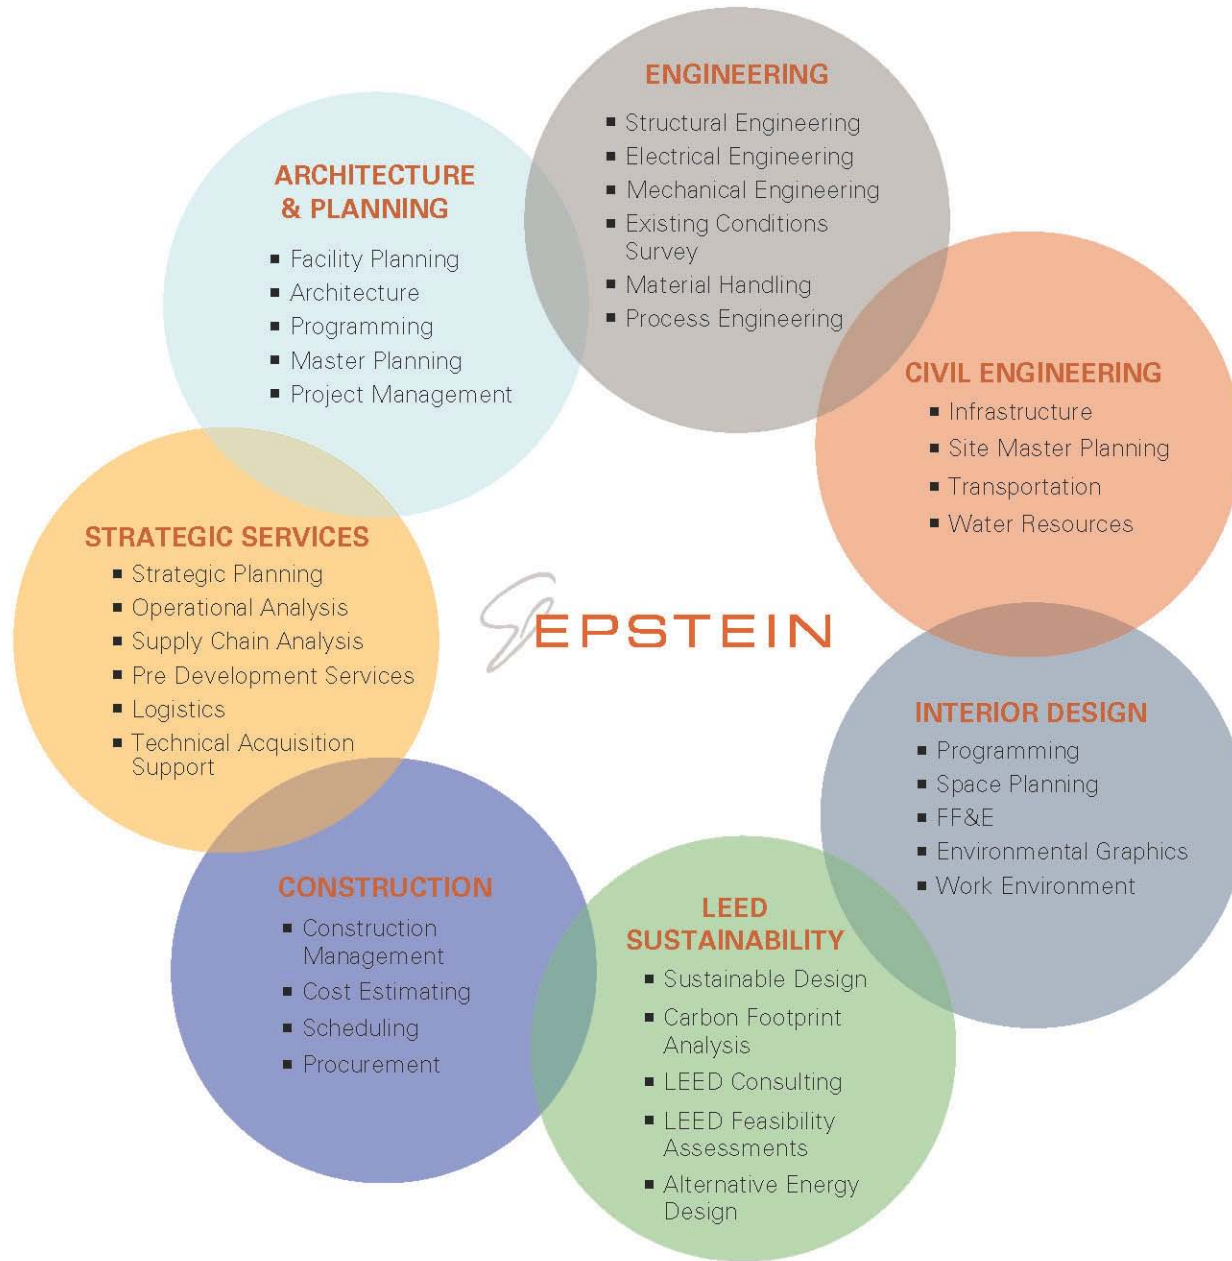 ENGINEERING
▪ Structural Engineering
▪ Electrical Engineering
▪ Mechanical Engineering
▪ Existing Conditions
Survey
▪ Material Handling
▪ Process Engineering
ARCHITECTURE
& PLANNING
▪ Facility Planning
▪ Architecture
▪ Programming
▪ Master Planning
▪ Project Management
CIVIL ENGINEERING
▪ Infrastructure
▪ Site Master Planning
▪ Transportation
▪ Water Resources
STRATEGIC SERVICES
▪ Strategic Planning
▪ Operational Analysis
▪ Supply Chain Analysis
▪ Pre Development Services
▪ Logistics
▪ Technical Acquisition
Support
EPSTEIN
INTERIOR DESIGN
▪ Programming
▪ Space Planning
▪ FF&E
▪ Environmental Graphics
▪ Work Environment
CONSTRUCTION
▪ Construction
Management
▪ Cost Estimating
▪ Scheduling
▪ Procurement
LEED
SUSTAINABILITY
▪ Sustainable Design
▪ Carbon Footprint
Analysis
▪ LEED Consulting
▪ LEED Feasibility
Assessments
▪ Alternative Energy
Design